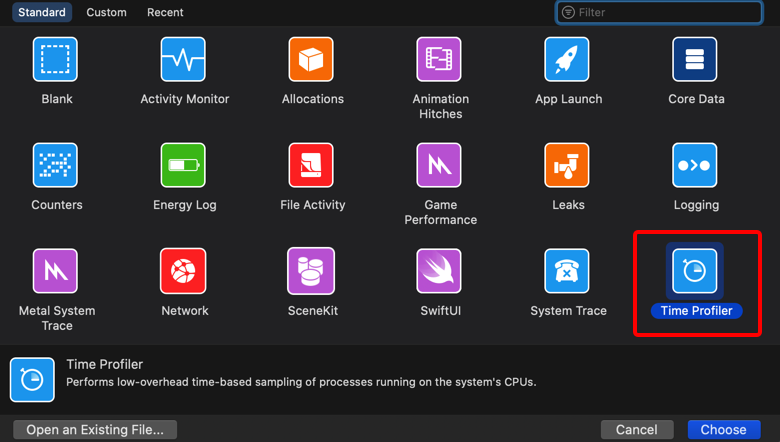 Standard
Custom
Recent
Filter
Blank
Activity Monitor
Allocations
Animation
Hitches
App Launch
Core Data
Counters
Energy Log
File Activity
Game
Performance
Leaks
Logging
Metal System
Trace
Network
SceneKit
SwiftUI
System Trace
Time Profiler
Time Profiler
Performs low-overhead time-based sampling of processes running on the system's CPUs.
Open an Existing File...
Cancel
Choose